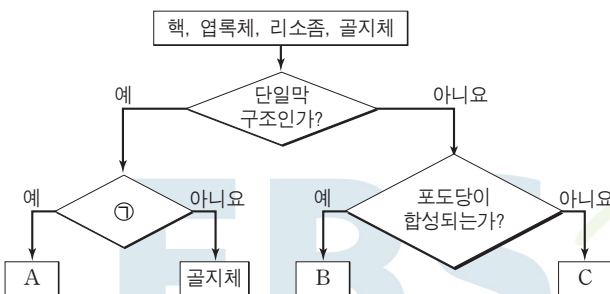 핵, 엽록체, 리소좀, 골지체
단일막
구조인가?
예
아니요
㉠
예
아니요
포도당이
합성되는가?
예
아니요
A
골지체
B
C
EBS